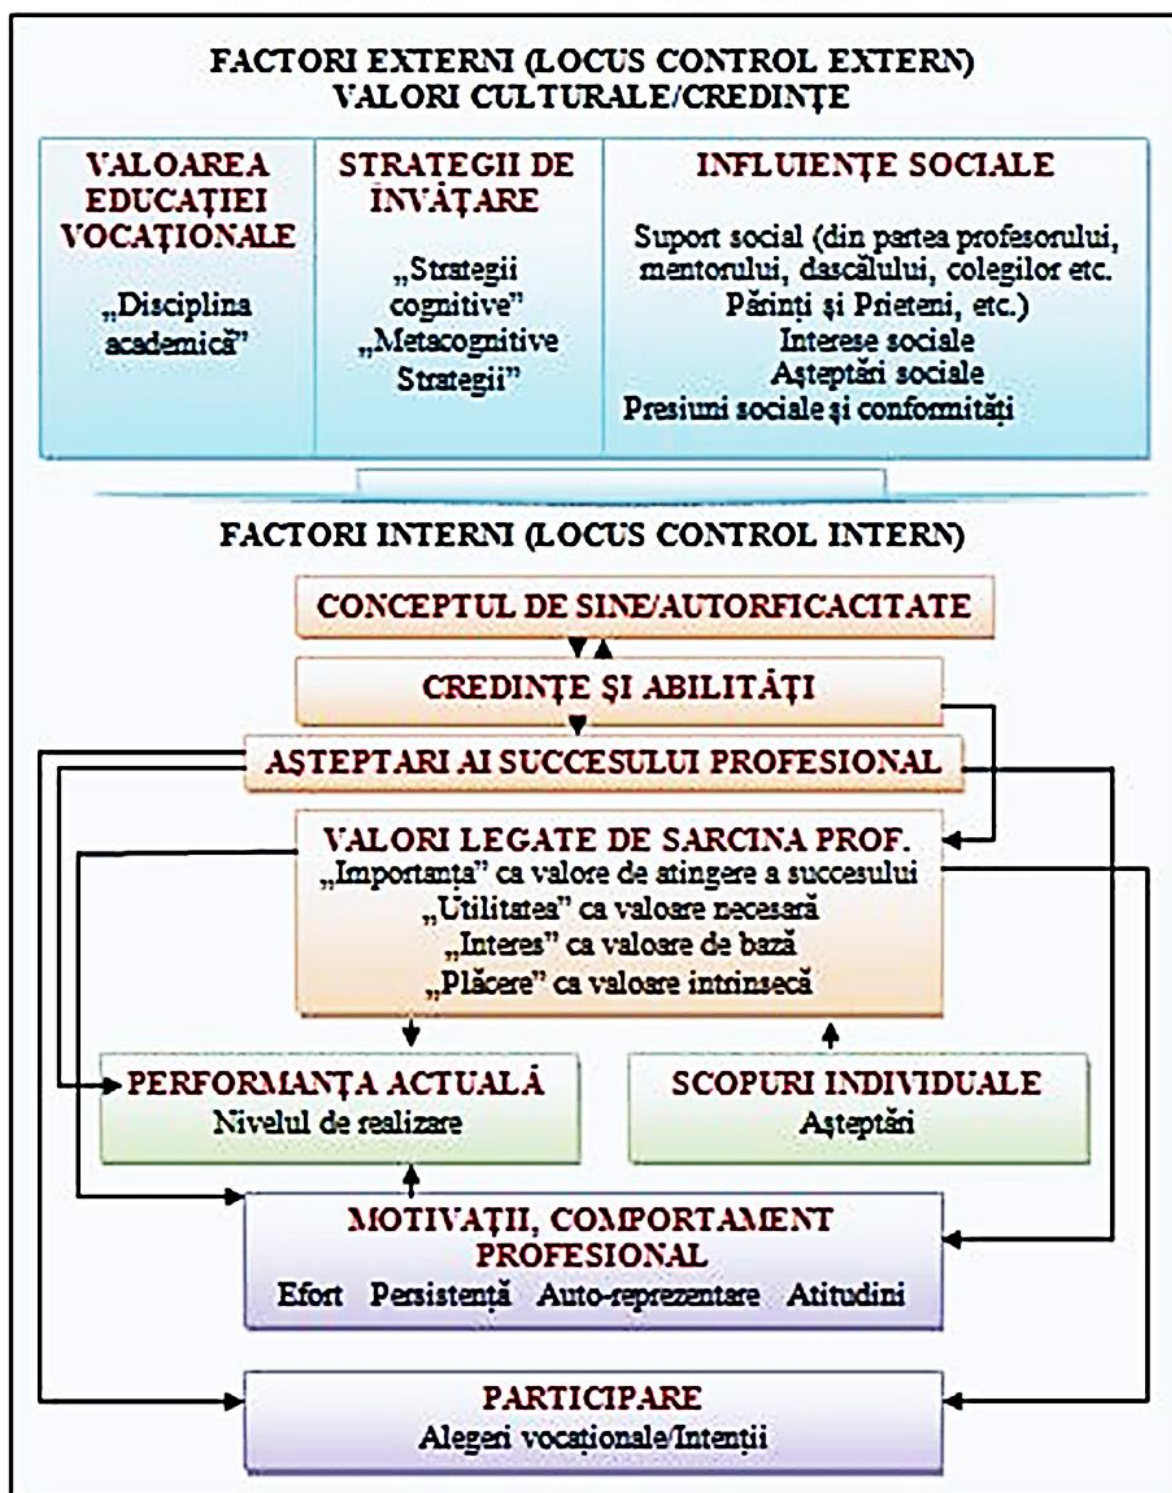 FACTORI EXTERNI (LOCUS CONTROL EXTERN)
VALORI CULTURALE/CREDINȚE
VALOAREA
EDUCAȚIEI
VOCAȚIONALE
„Disciplina
academică”
STRATEGII DE
ÎNVĂȚARE
„Strategii
cognitive”
„Metacognitive
Strategii”
INFLUIENȚE SOCIALE
Suport social (din partea profesorului,
mentorului, dascălului, colegilor etc.
Părinți și Prieteni, etc.)
Interese sociale
Așteptări sociale
Presiuni sociale și conformități
FACTORI INTERNI (LOCUS CONTROL INTERN)
CONCEPTUL DE SINE/AUTORFICACITATE
CREDINȚE ȘI ABILITĂȚI
AȘTEPTARI AI SUCCESULUI PROFESIONAL
VALORI LEGATE DE SARCINA PROF.
„Importanța” ca valore de atingere a succesului
„Utilitatea” ca valoare necesară
„Interes” ca valoare de bază
„Plăcere” ca valoare intrinsecă
PERFORMANȚA ACTUALĂ
Nivelul de realizare
SCOPURI INDIVIDUALE
Așteptări
MOTIVAȚII, COMPORTAMENT
PROFESIONAL
Efort Persistență Auto-reprezentare Atitudini
PARTICIPARE
Alegeri vocaționale/Intenții